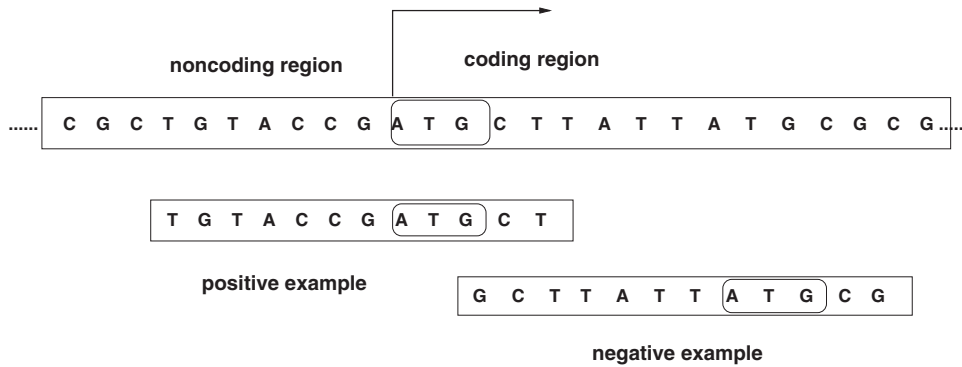 noncoding region
coding region
...... C G C T G T A C C G A T G C T T A T T A T G C G C G .....
T G T A C C G A T G C T
positive example
G C T T A T T A T G C G
negative example